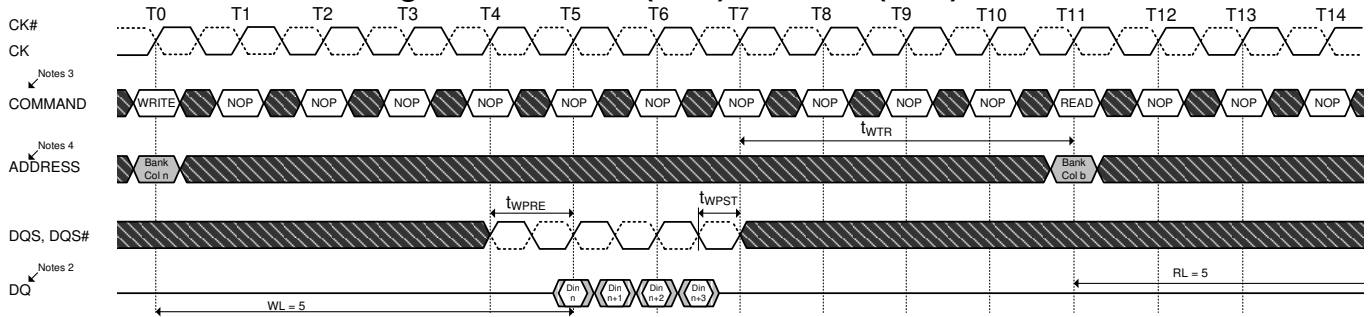 T0 T1 T2 T3 T4 T5 T6 T7 T8 T9 T10 T11 T12 T13 T14
CK#
CK
Notes 3
COMMAND
WRITE NOP NOP NOP NOP NOP NOP NOP NOP NOP NOP READ NOP NOP NOP
tWTR
Notes 4
ADDRESS
Bank
Col n
Bank
Col b
tWPRE
tWPST
DQS, DQS#
Notes 2
DQ
Din
n
Din
n+1
Din
n+2
Din
n+3
WL = 5
RL = 5